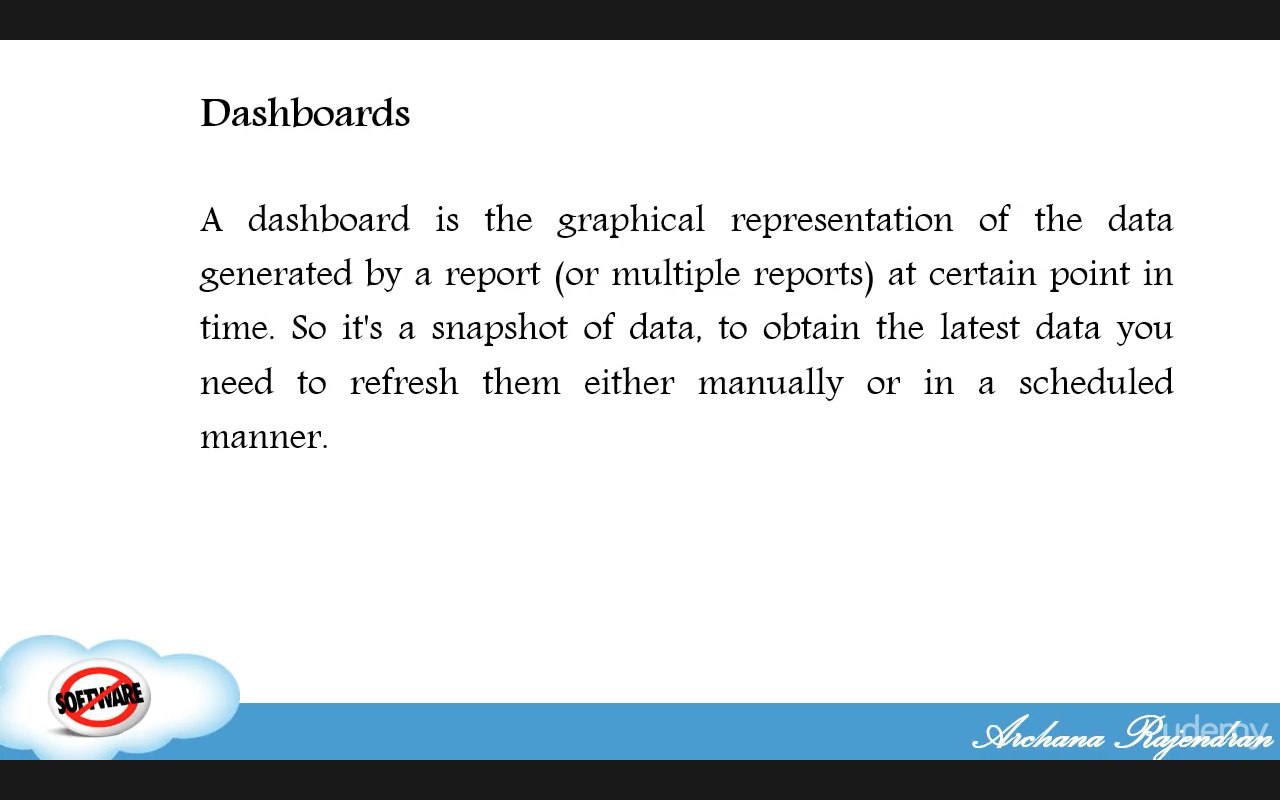 Dashboards
A dashboard is the graphical representation of the data
generated by a report (or multiple reports) at certain point in
time. So it's a snapshot of data, to obtain the latest data you
need to refresh them either manually or in a scheduled
manner.
SOFTWARE
Archana Rajendran
udemy